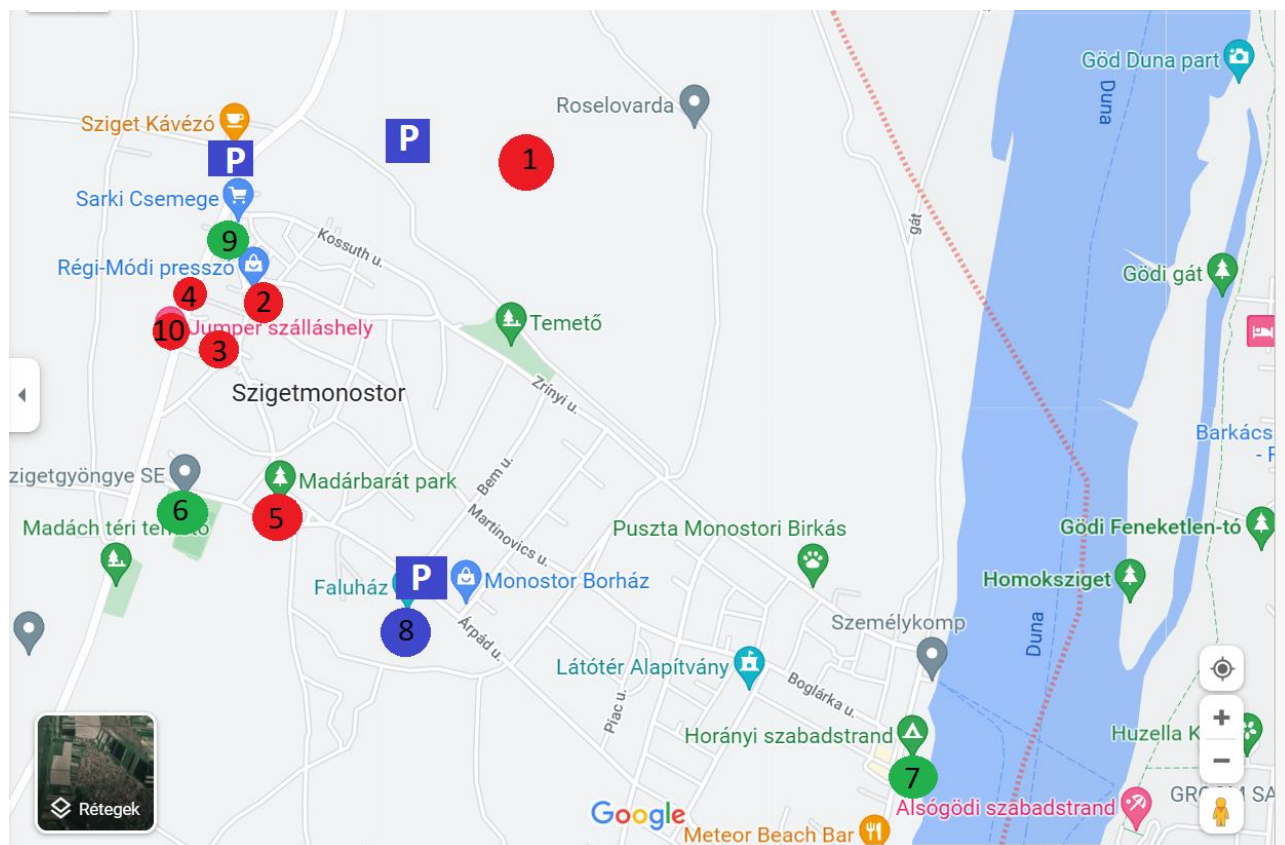 Göd Duna part
Duna
Roselovarda
Sziget Kávézó
P
P
1
Sarki Csemege
9
Kossuth u.
gát
Régi-Módi presszó
Gödi gát
4
2
Temető
10
Jumper szálláshely
3
Szigetmonostor
Zrínyi u.
Barkács
- F
zigetgyöngye SE
Madárbarát park
Bem u.
6
5
Martinovics u.
Madách téri
Puszta Monostori Birkás
Gödi Feneketlen-tó
P
Faluház
Monostor Borház
Homoksziget
8
Árpád u.
Személykomp
Duna
Látótér Alapítvány
Boglárka u.
Piac u.
Horányi szabadstrand
Huzella K
7
Rétegek
Google
Alsógödi szabadstrand
Meteor Beach Bar